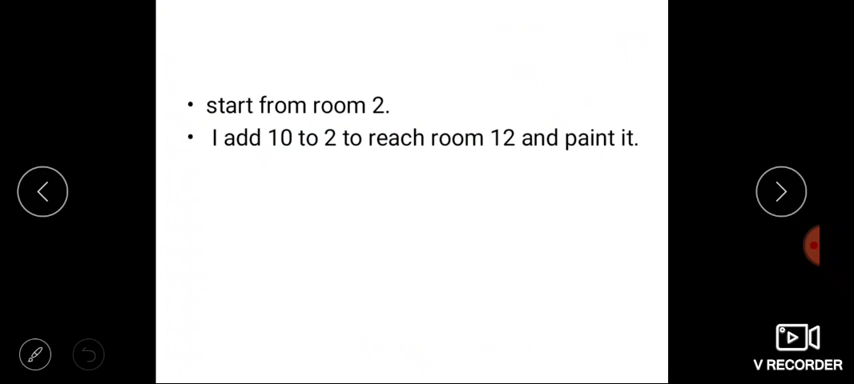 • start from room 2.
• I add 10 to 2 to reach room 12 and paint it.
V RECORDER